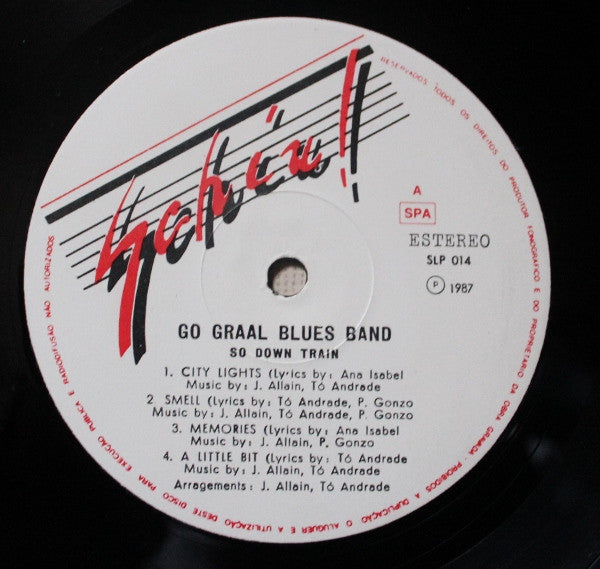 Schiu!!
A
SPA
ESTEREO
SLP 014
Ⓟ 1987
GO GRAAL BLUES BAND
SO DOWN TRAIN
1. CITY LIGHTS (Lyrics by: Ana Isabel
Music by: J. Allain, Tó Andrade
2 SMELL (Lyrics by: Tó Andrade, P. Gonzo
Music by: J. Allain, Tó Andrade, P. Gonzo
3. MEMORIES (Lyrics by: Ana Isabel
Music by: J. Allain, P. Gonzo
4. A LITTLE BIT (Lyrics by: Tó Andrade
Music by: J. Allain, Tó Andrade
Arragements: J. Allain, Tó Andrade
RESERVADOS TODOS OS DIREITOS DO PRODUTOR FONOGRÁFICO E DO PROPRIETÁRIO DA OBRA GRAVADA · PROIBIDOS A DUPLICAÇÃO O ALUGUER E A UTILIZAÇÃO DESTE DISCO PARA EXECUÇÃO PÚBLICA E RADIODIFUSÃO NÃO AUTORIZADOS